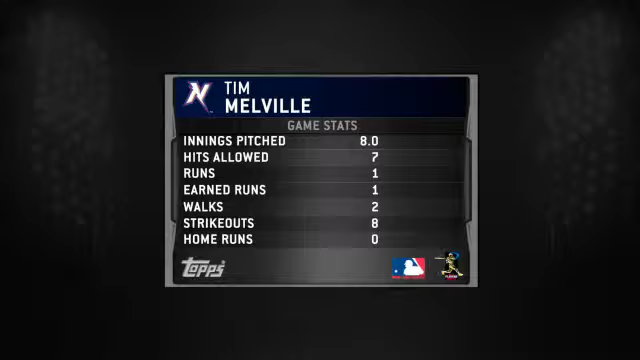 N
TIM
MELVILLE
GAME STATS
INNINGS PITCHED 8.0
HITS ALLOWED 7
RUNS 1
EARNED RUNS 1
WALKS 2
STRIKEOUTS 8
HOME RUNS 0
Topps